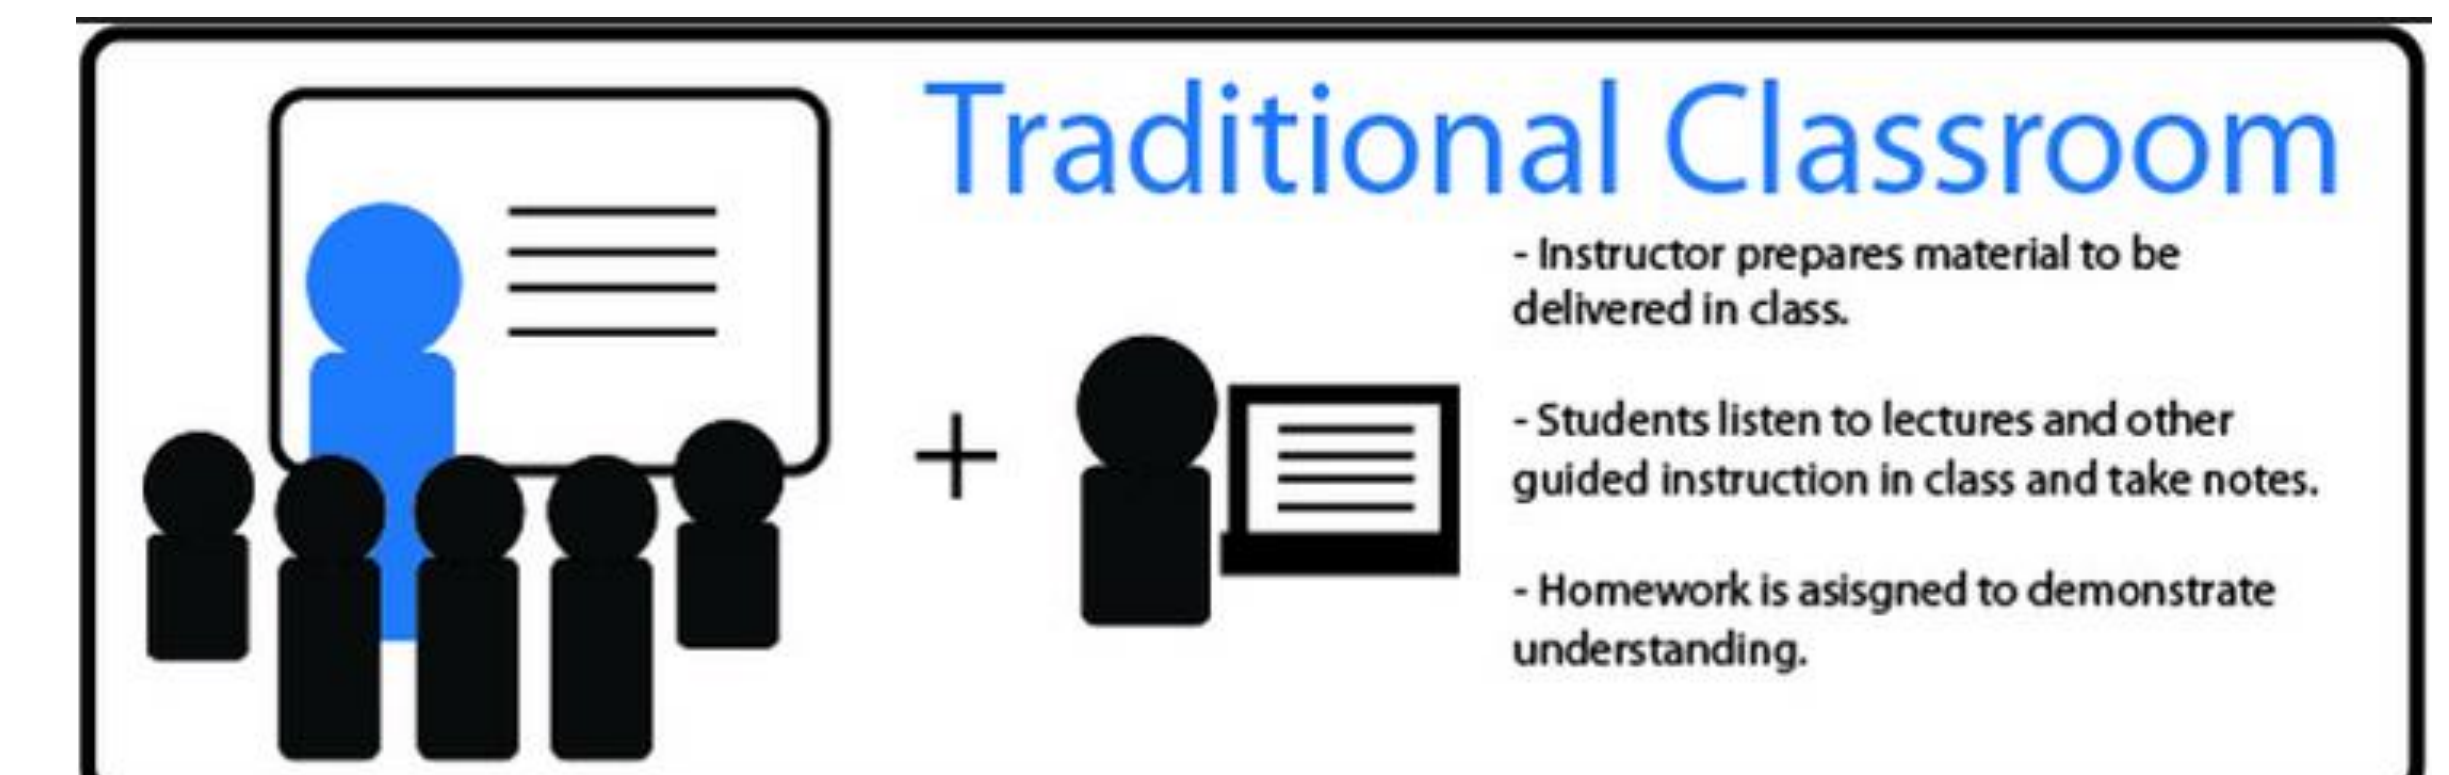 Traditional Classroom
- Instructor prepares material to be
delivered in class.
- Students listen to lectures and other
guided instruction in class and take notes.
- Homework is asisgned to demonstrate
understanding.